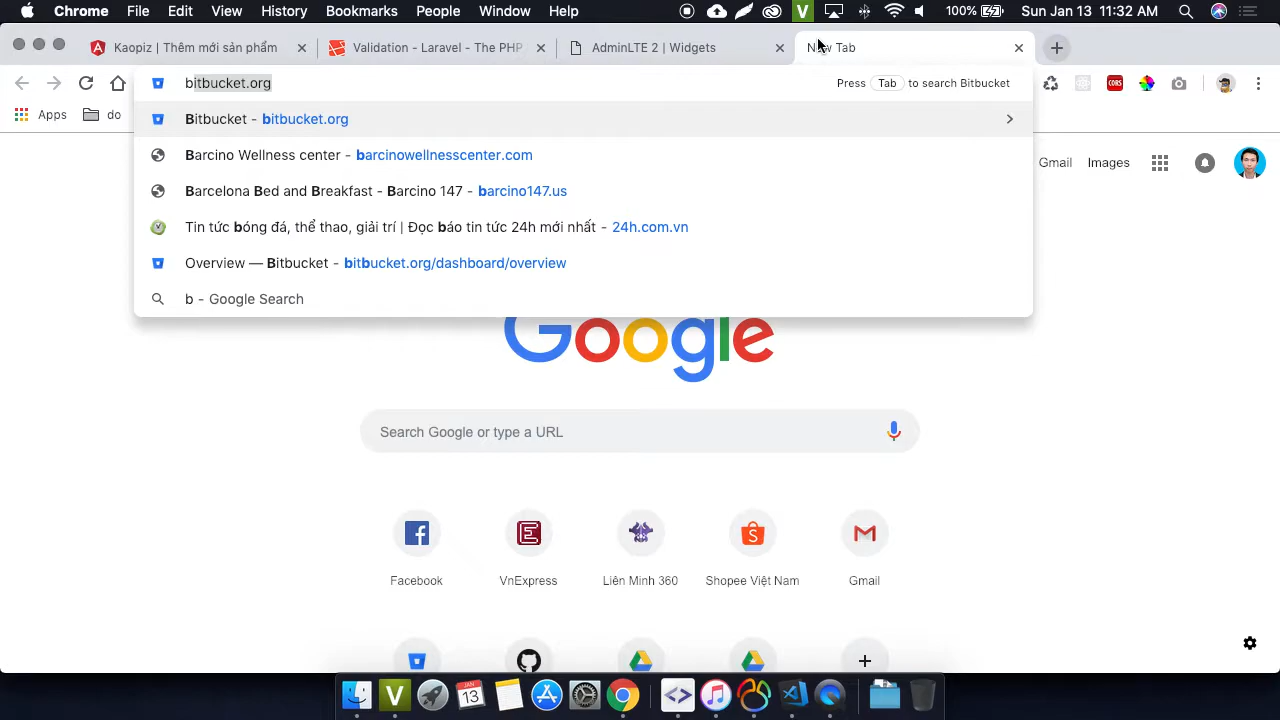 Chrome File Edit View History Bookmarks People Window Help V 100% Sun Jan 13 11:32 AM
Kaopiz | Thêm mới sản phẩm Validation - Laravel - The PHP AdminLTE 2 | Widgets New Tab
bitbucket.org Press Tab to search Bitbucket CORS
Apps do
Bitbucket - bitbucket.org
Barcino Wellness center - barcinowellnesscenter.com
Gmail Images
Barcelona Bed and Breakfast - Barcino 147 - barcino147.us
Tin tức bóng đá, thể thao, giải trí | Đọc báo tin tức 24h mới nhất - 24h.com.vn
Overview — Bitbucket - bitbucket.org/dashboard/overview
b - Google Search
Google
Search Google or type a URL
Facebook VnExpress Liên Minh 360 Shopee Việt Nam Gmail
V JAN 13